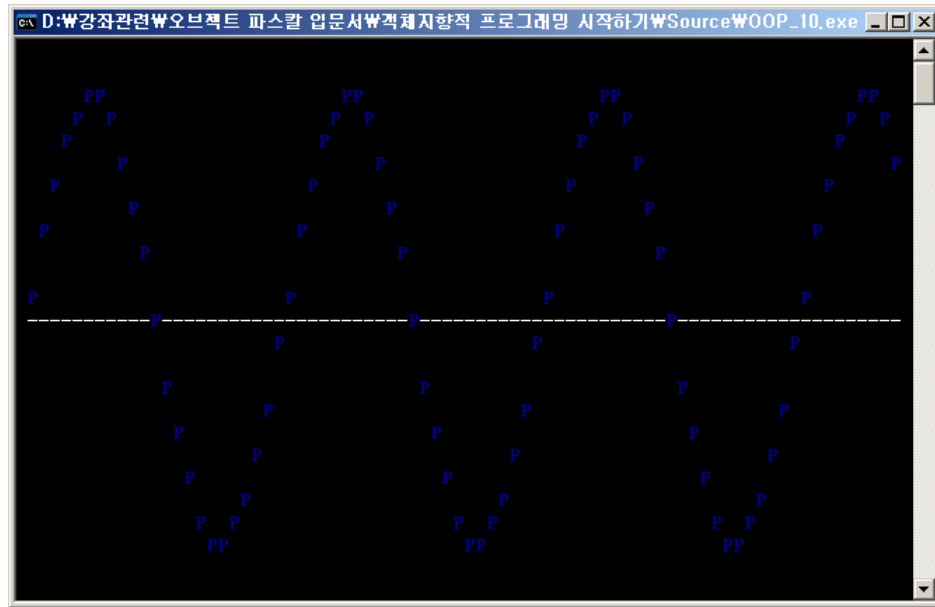 D:₩강좌관련₩오브젝트 파스칼 입문서₩객체지향적 프로그래밍 시작하기₩Source₩OOP_10.exe
PP PP PP PP
P P P P P P P P
P P P P
P P P P
P P P P
P P P
P P P P
P P P
P P P P
-----------P----------------------P----------------------P--------------------
P P P
P P P
P P P
P P P
P P P
P P P
P P P
P P P P P P
PP PP PP